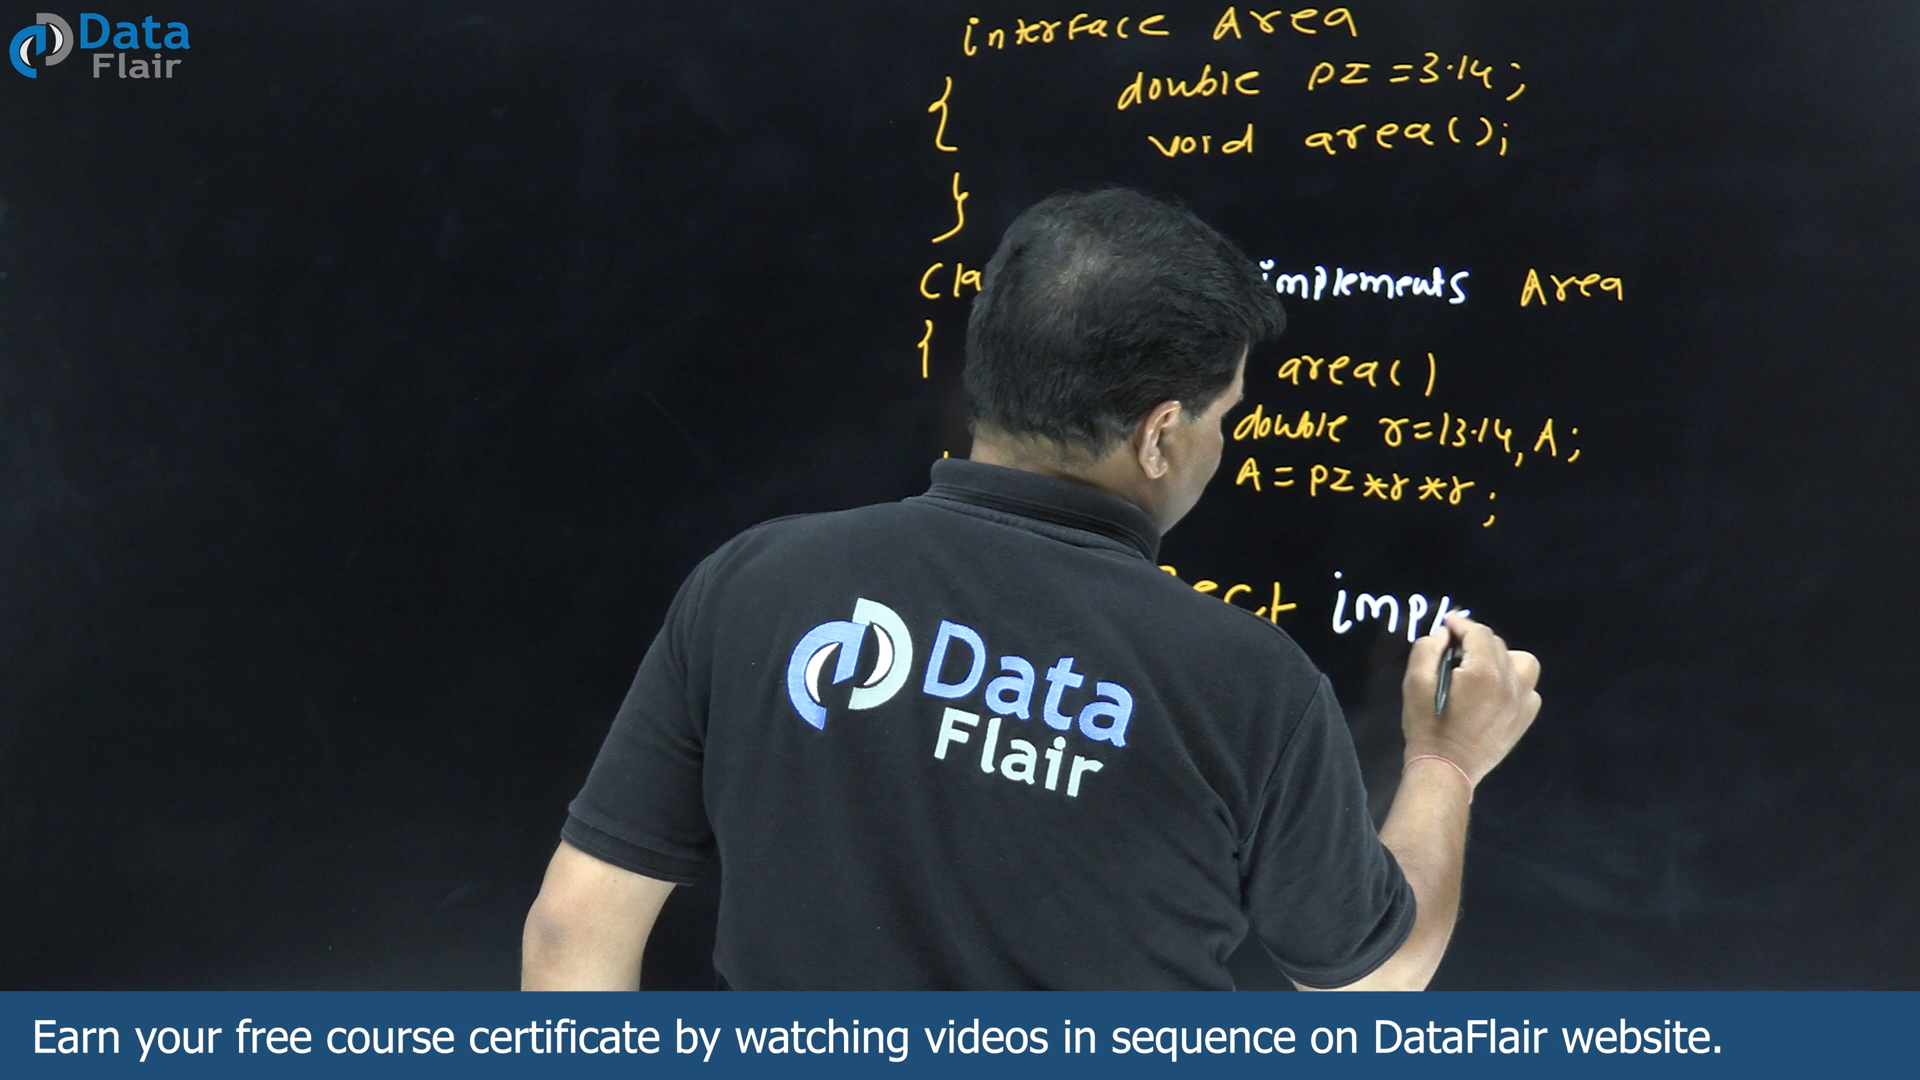 Data
Flair
interface Area
{ double PI = 3.14;
void area();
}
implements Area
{ area()
double r=13.14, A;
A = PI*r*r;
Data
Flair
Earn your free course certificate by watching videos in sequence on DataFlair website.